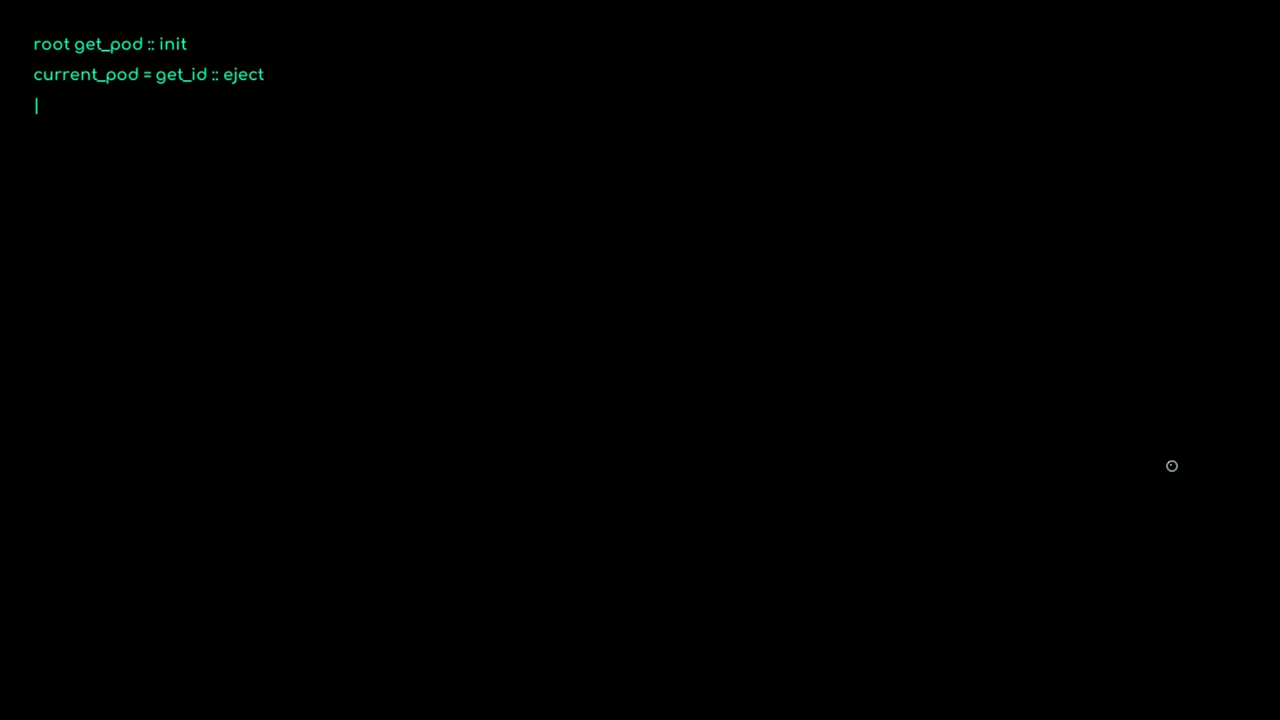 root get_pod :: init
current_pod = get_id :: eject